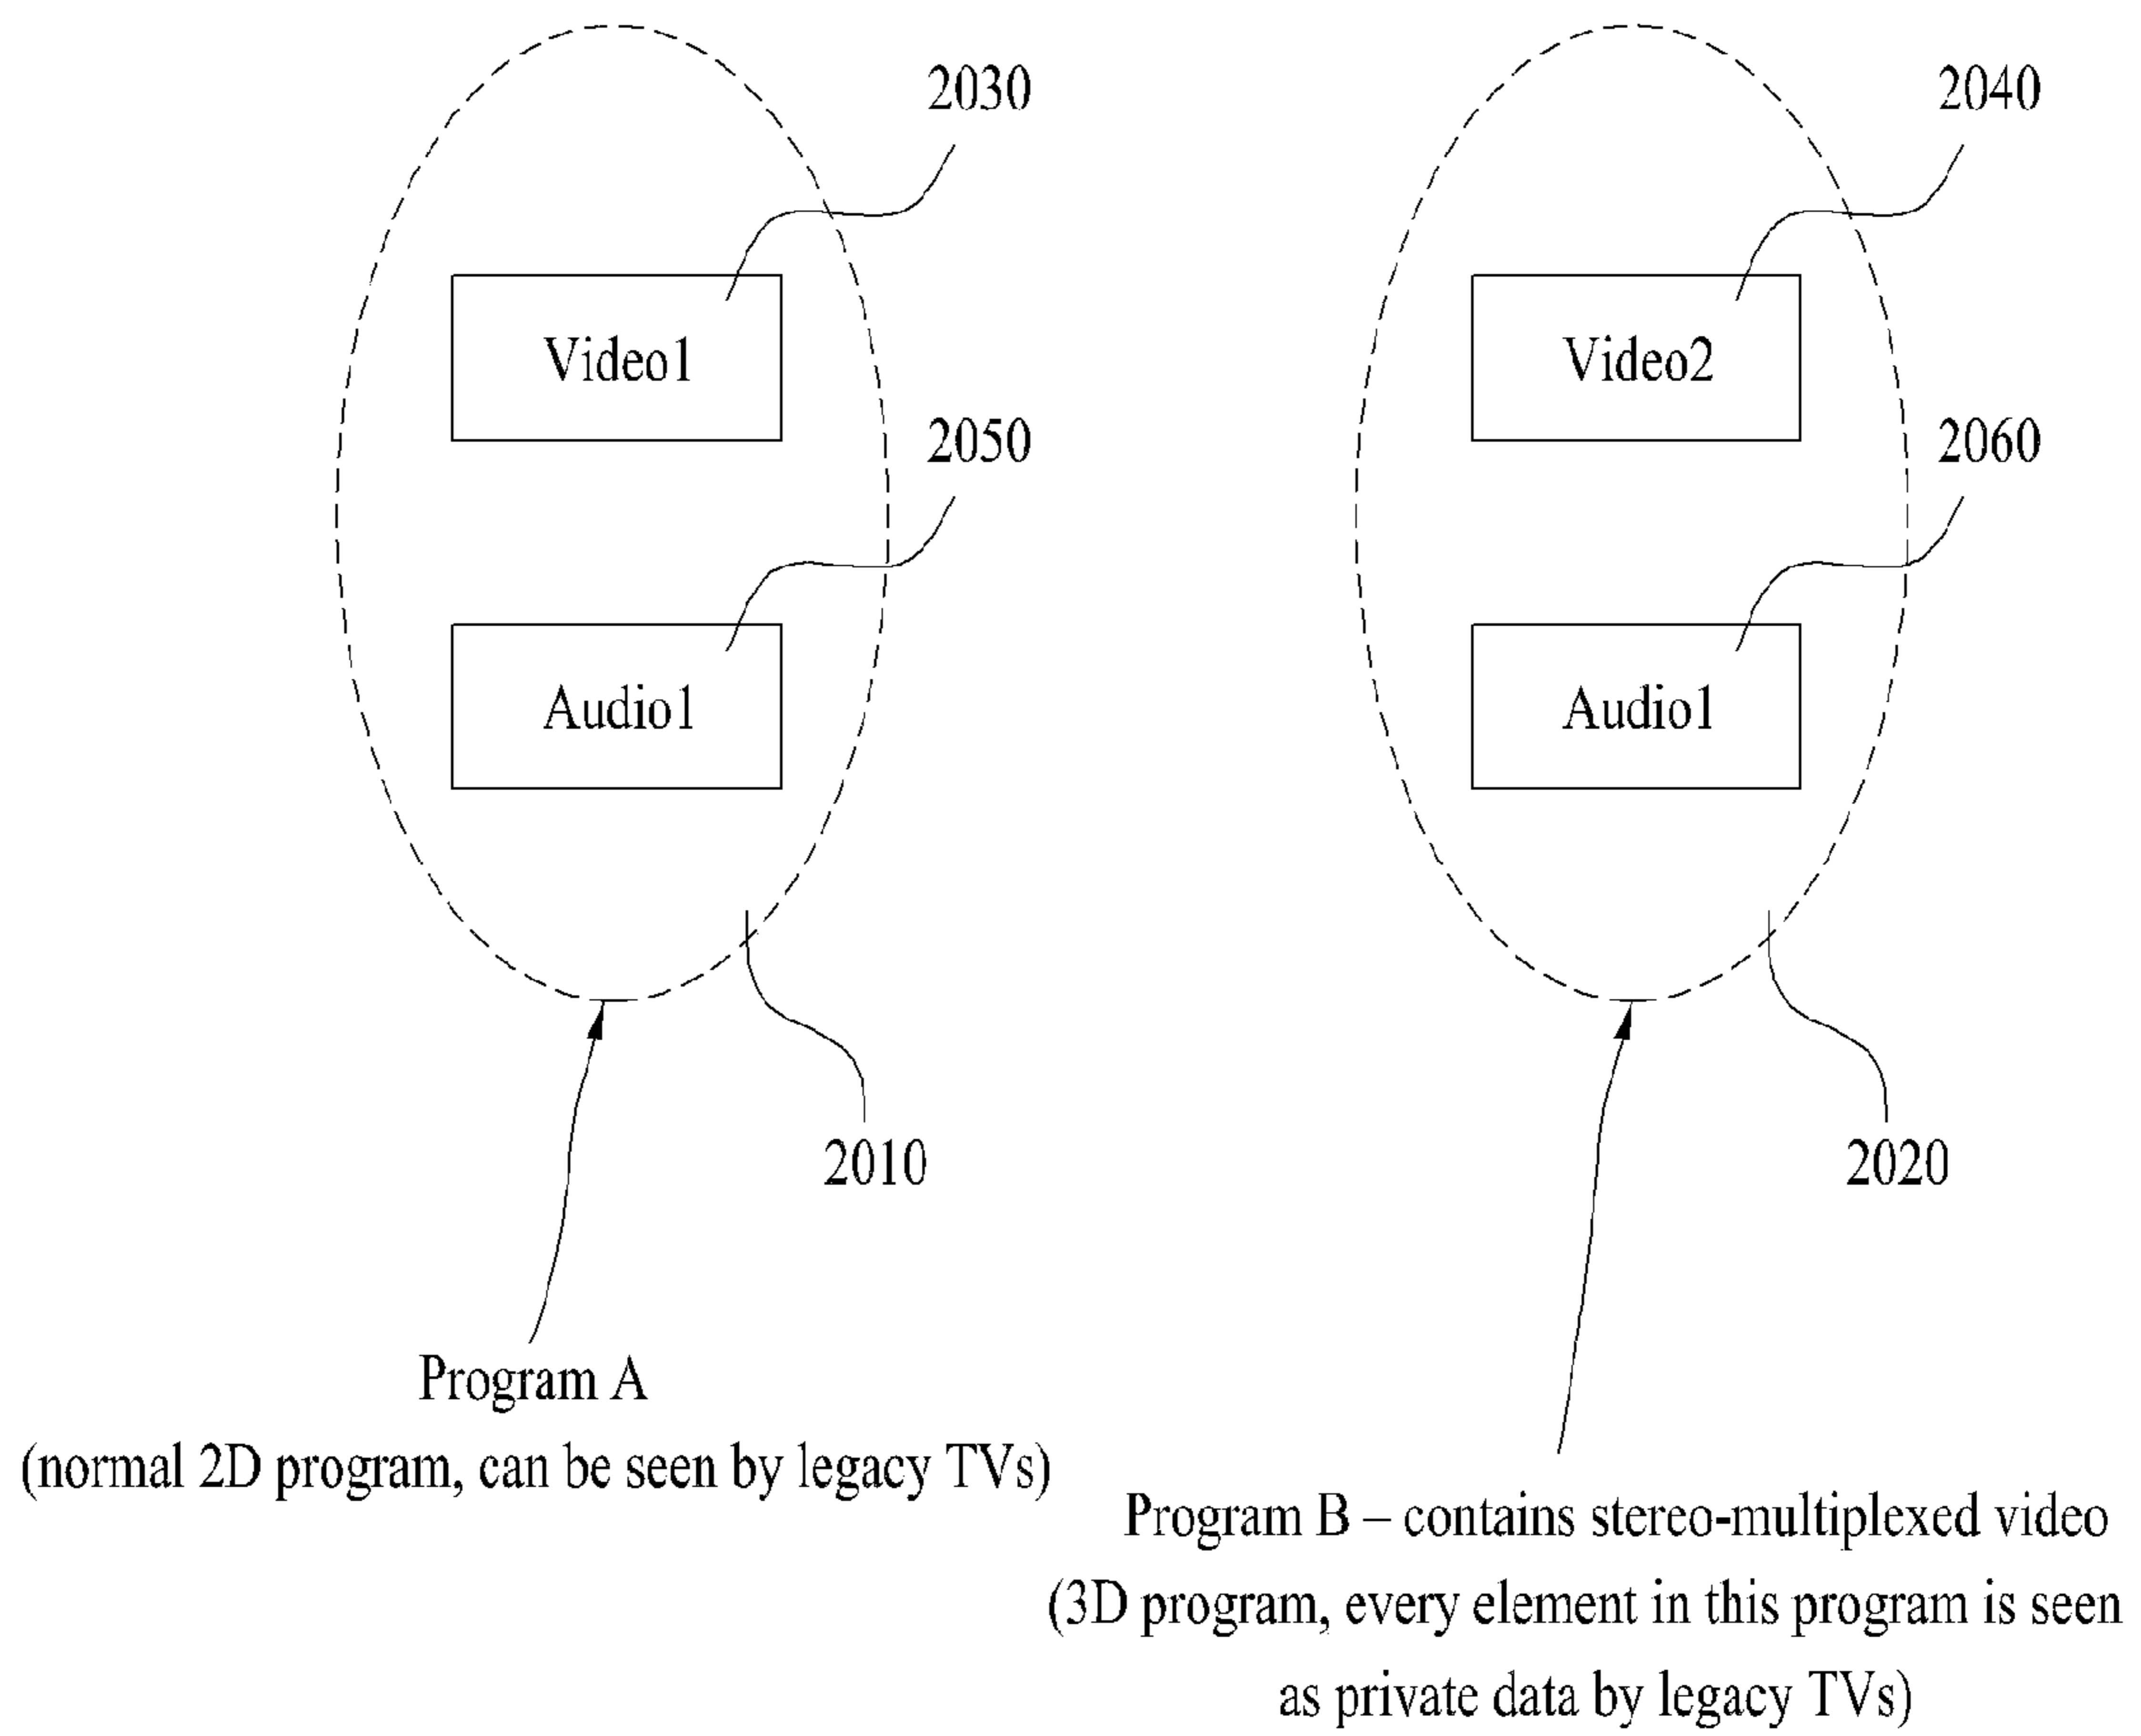 2030
2040
Video1
Video2
2050
2060
Audio1
Audio1
2010
2020
Program A
(normal 2D program, can be seen by legacy TVs)
Program B – contains stereo-multiplexed video
(3D program, every element in this program is seen
as private data by legacy TVs)